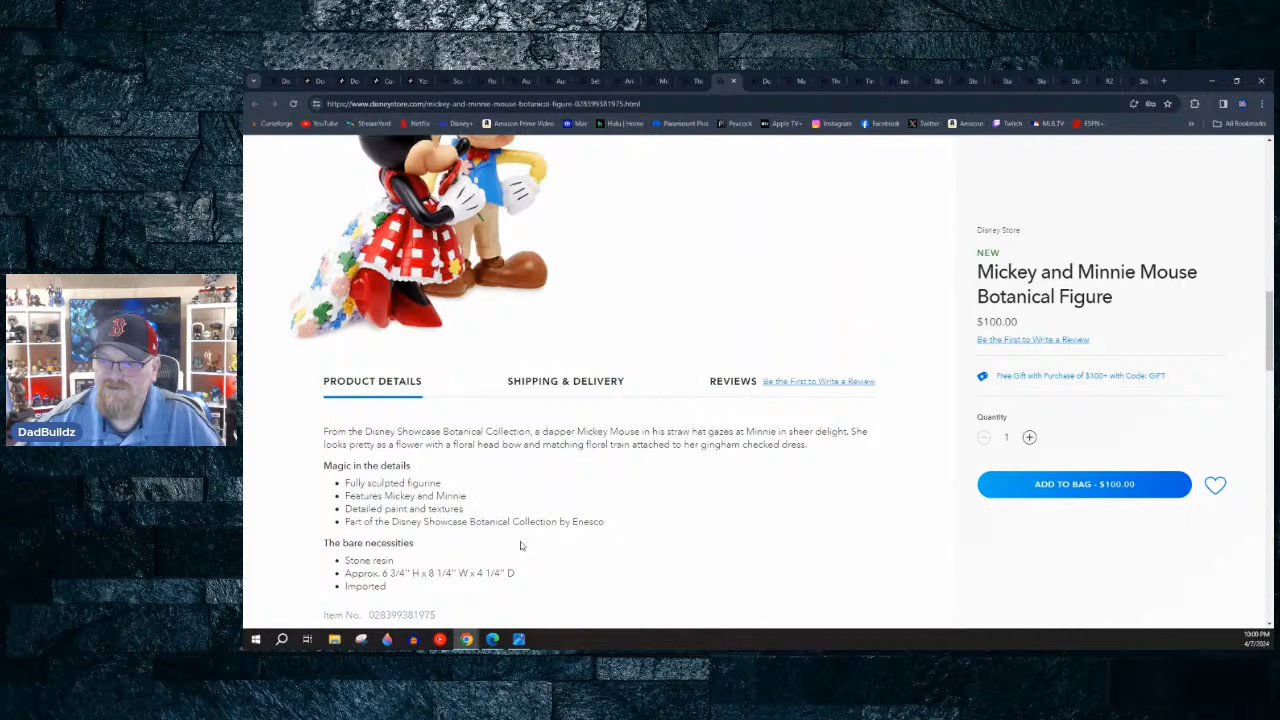 https://www.disneystore.com/mickey-and-minnie-mouse-botanical-figure-028399381975.html
Curseforge YouTube StreamYard Netflix Disney+ Amazon Prime Video Max Hulu | Home Paramount Plus Peacock Apple TV+ Instagram Facebook Twitter Amazon Twitch MLB.TV ESPN+ » All Bookmarks
Disney Store
NEW
Mickey and Minnie Mouse
Botanical Figure
$100.00
Be the First to Write a Review
Free Gift with Purchase of $100+ with Code: GIFT
Quantity
1
ADD TO BAG - $100.00
PRODUCT DETAILS SHIPPING & DELIVERY REVIEWS Be the First to Write a Review
From the Disney Showcase Botanical Collection, a dapper Mickey Mouse in his straw hat gazes at Minnie in sheer delight. She
looks pretty as a flower with a floral head bow and matching floral train attached to her gingham checked dress.
Magic in the details
Fully sculpted figurine
Features Mickey and Minnie
Detailed paint and textures
Part of the Disney Showcase Botanical Collection by Enesco
The bare necessities
Stone resin
Approx. 6 3/4'' H x 8 1/4'' W x 4 1/4'' D
Imported
Item No. 028399381975
B
DadBuildz
10:00 PM
4/7/2024